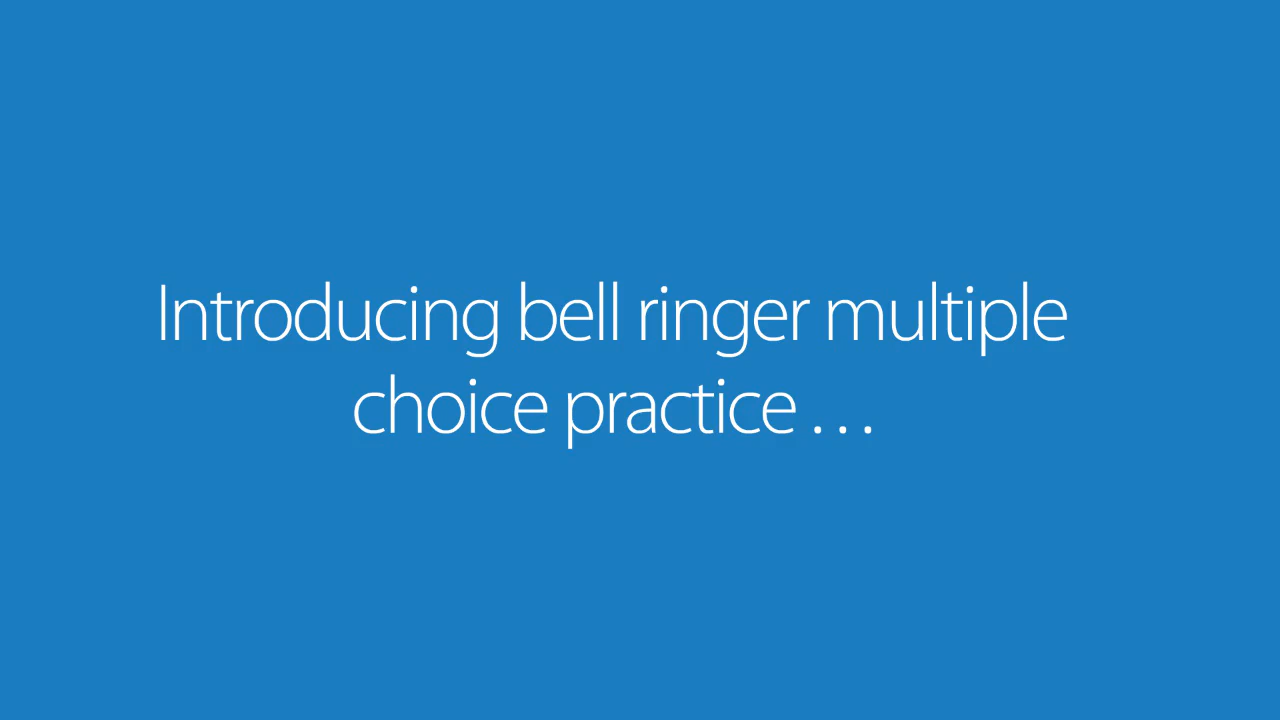 Introducing bell ringer multiple
choice practice . . .